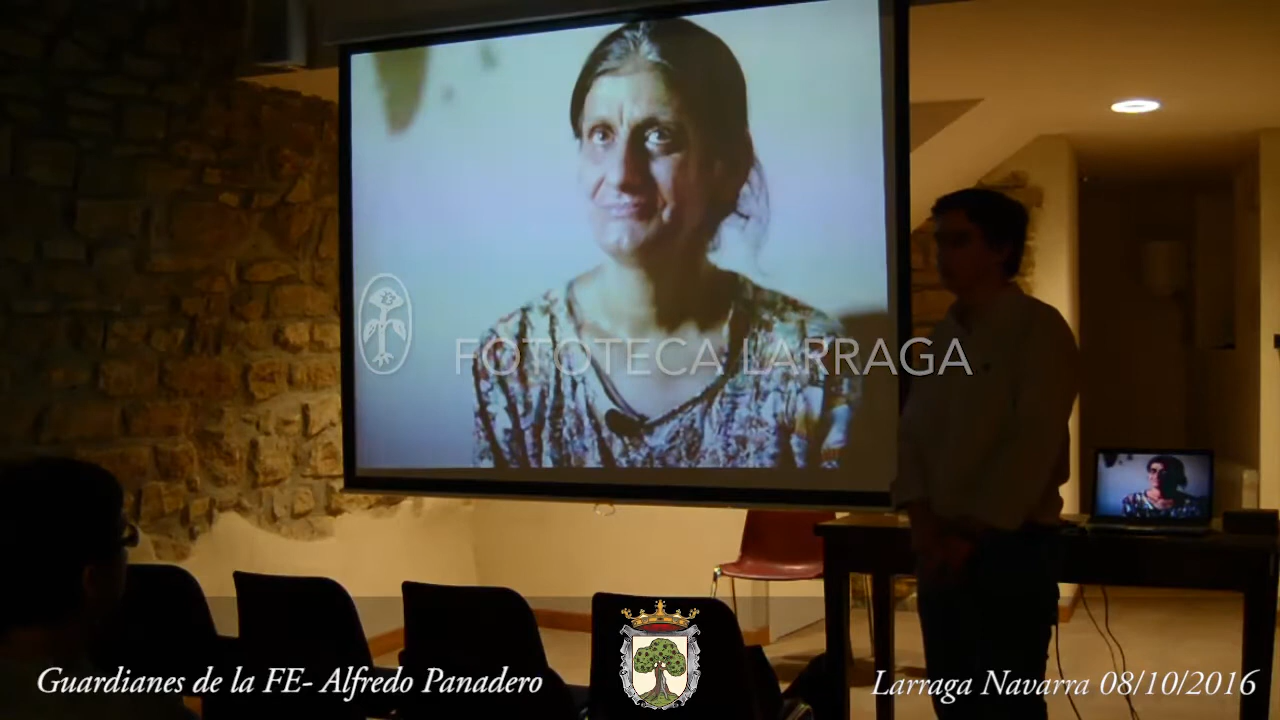 FOTOTECA LARRAGA
Guardianes de la FE- Alfredo Panadero
Larraga Navarra 08/10/2016